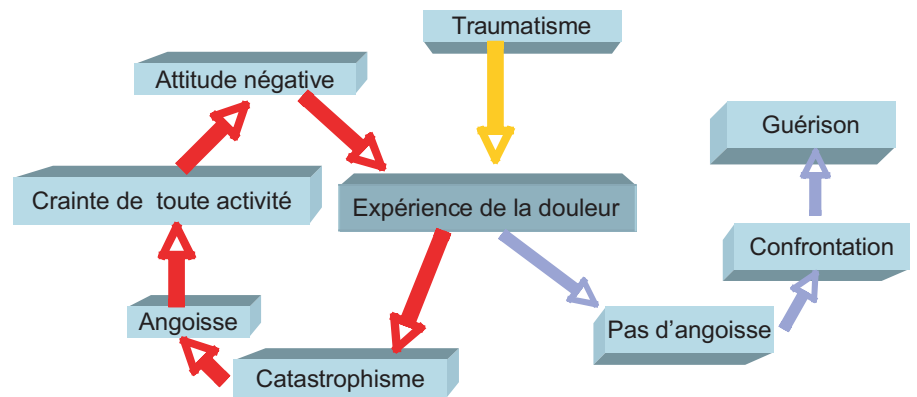 Traumatisme
Attitude négative
Guérison
Crainte de toute activité
Expérience de la douleur
Confrontation
Angoisse
Pas d'angoisse
Catastrophisme